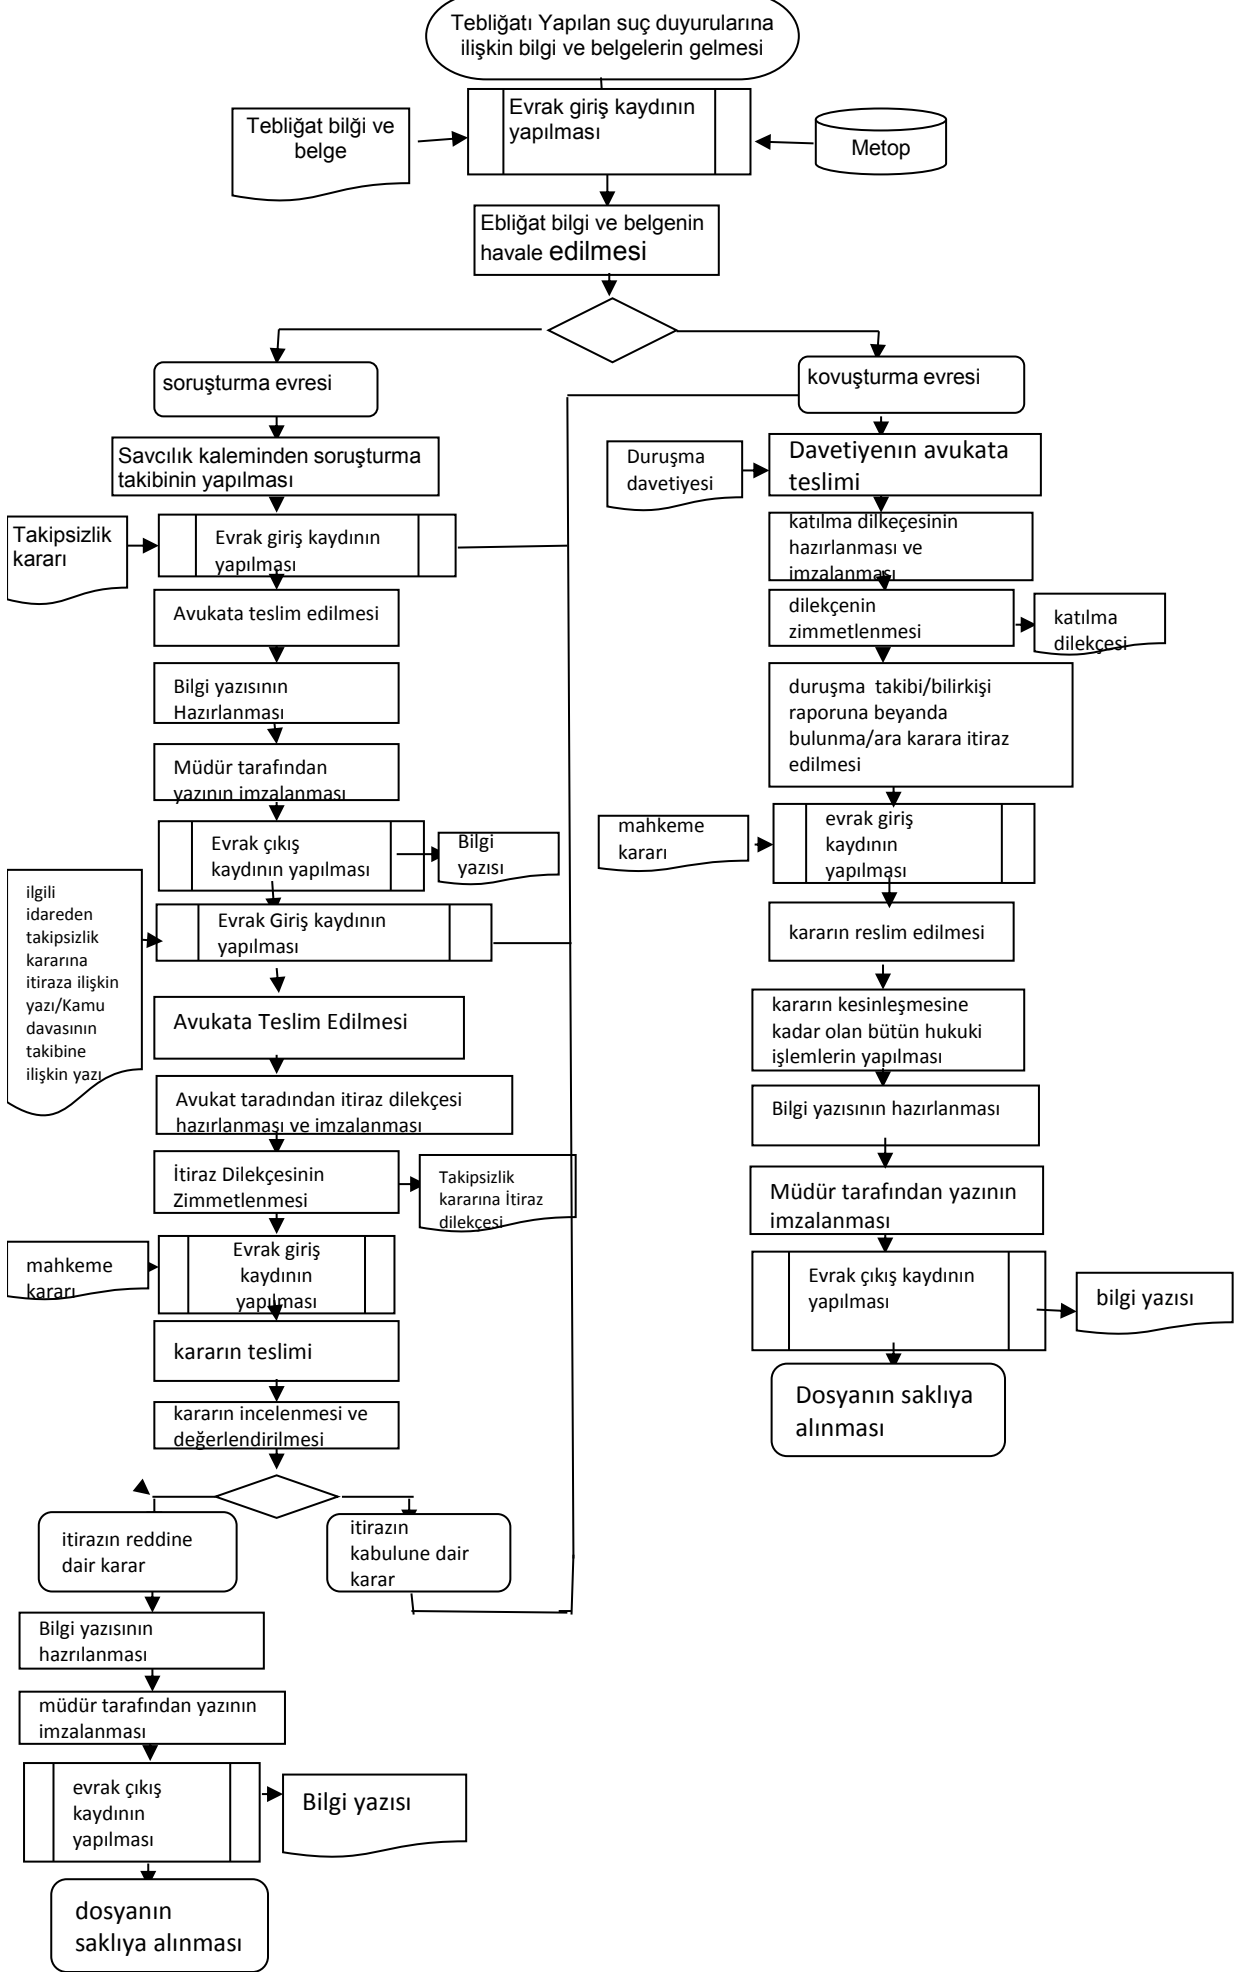 Tebliğatı Yapılan suç duyurularına
ilişkin bilgi ve belgelerin gelmesi
Tebliğat bilği ve
belge
Evrak giriş kaydının
yapılması
Metop
Ebliğat bilgi ve belgenin
havale edilmesi
soruşturma evresi
Savcılık kaleminden soruşturma
takibinin yapılması
Takipsizlik
kararı
Evrak giriş kaydının
yapılması
Avukata teslim edilmesi
Bilgi yazısının
Hazırlanması
Müdür tarafından
yazının imzalanması
Evrak çıkış
kaydının yapılması
Bilgi
yazısı
ilgili
idareden
takipsizlik
kararına
itiraza ilişkin
yazı/Kamu
davasının
takibine
ilişkin yazı
Evrak Giriş kaydının
yapılması
Avukata Teslim Edilmesi
Avukat taradından itiraz dilekçesi
hazırlanması ve imzalanması
İtiraz Dilekçesinin
Zimmetlenmesi
Takipsizlik
kararına İtiraz
dilekçesi
mahkeme
kararı
Evrak giriş
kaydının
yapılması
kararın teslimi
kararın incelenmesi ve
değerlendirilmesi
itirazın reddine
dair karar
itirazın
kabulune dair
karar
Bilgi yazısının
hazrılanması
müdür tarafından yazının
imzalanması
evrak çıkış
kaydının
yapılması
Bilgi yazısı
dosyanın
saklıya alınması
kovuşturma evresi
Duruşma
davetiyesi
Davetiyenın avukata
teslimi
katılma dilkeçesinin
hazırlanması ve
imzalanması
dilekçenin
zimmetlenmesi
katılma
dilekçesi
duruşma takibi/bilirkişi
raporuna beyanda
bulunma/ara karara itiraz
edilmesi
mahkeme
kararı
evrak giriş
kaydının
yapılması
kararın reslim edilmesi
kararın kesinleşmesine
kadar olan bütün hukuki
işlemlerin yapılması
Bilgi yazısının hazırlanması
Müdür tarafından yazının
imzalanması
Evrak çıkış kaydının
yapılması
bilgi yazısı
Dosyanın saklıya
alınması